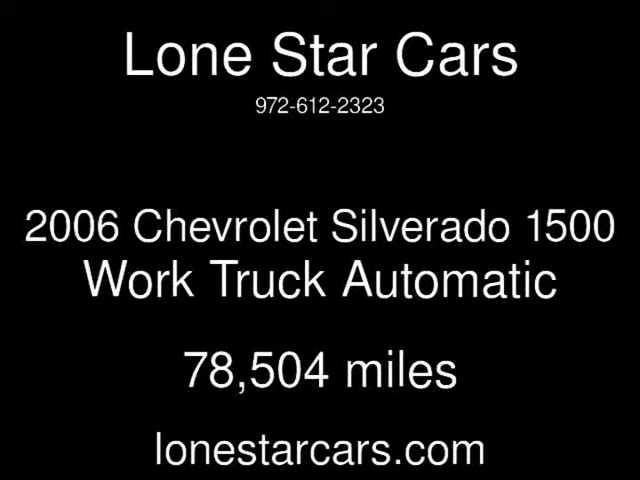 Lone Star Cars
972-612-2323
2006 Chevrolet Silverado 1500
Work Truck Automatic
78,504 miles
lonestarcars.com